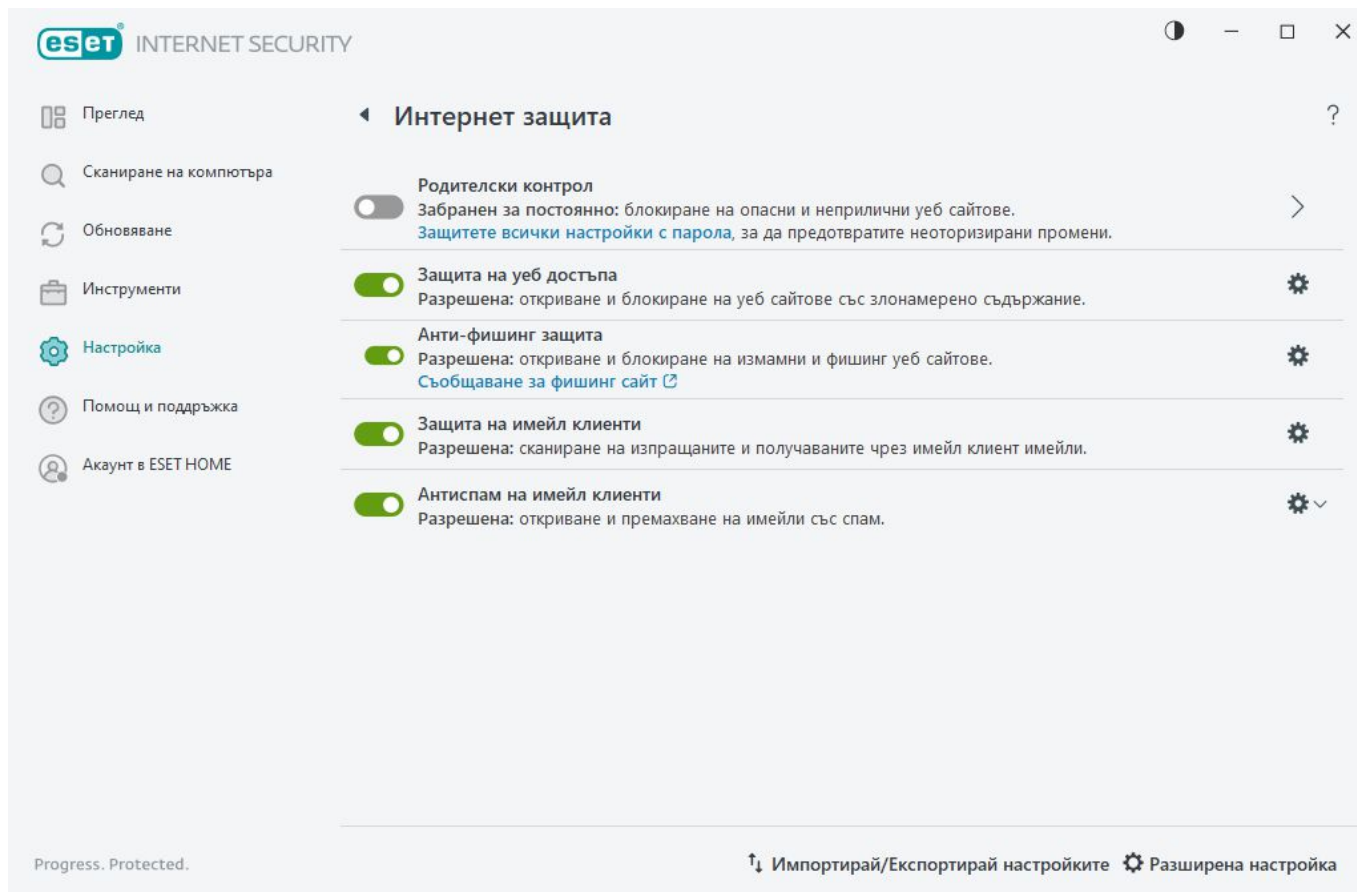 eset INTERNET SECURITY
Преглед
Сканиране на компютъра
Обновяване
Инструменти
Настройка
Помощ и поддръжка
Акаунт в ESET HOME
Интернет защита
?
Родителски контрол
Забранен за постоянно: блокиране на опасни и неприлични уеб сайтове.
Защитете всички настройки с парола, за да предотвратите неоторизирани промени.
Защита на уеб достъпа
Разрешена: откриване и блокиране на уеб сайтове със злонамерено съдържание.
Анти-фишинг защита
Разрешена: откриване и блокиране на измамни и фишинг уеб сайтове.
Съобщаване за фишинг сайт
Защита на имейл клиенти
Разрешена: сканиране на изпращаните и получаваните чрез имейл клиент имейли.
Антиспам на имейл клиенти
Разрешена: откриване и премахване на имейли със спам.
Progress. Protected.
Импортирай/Експортирай настройките
Разширена настройка